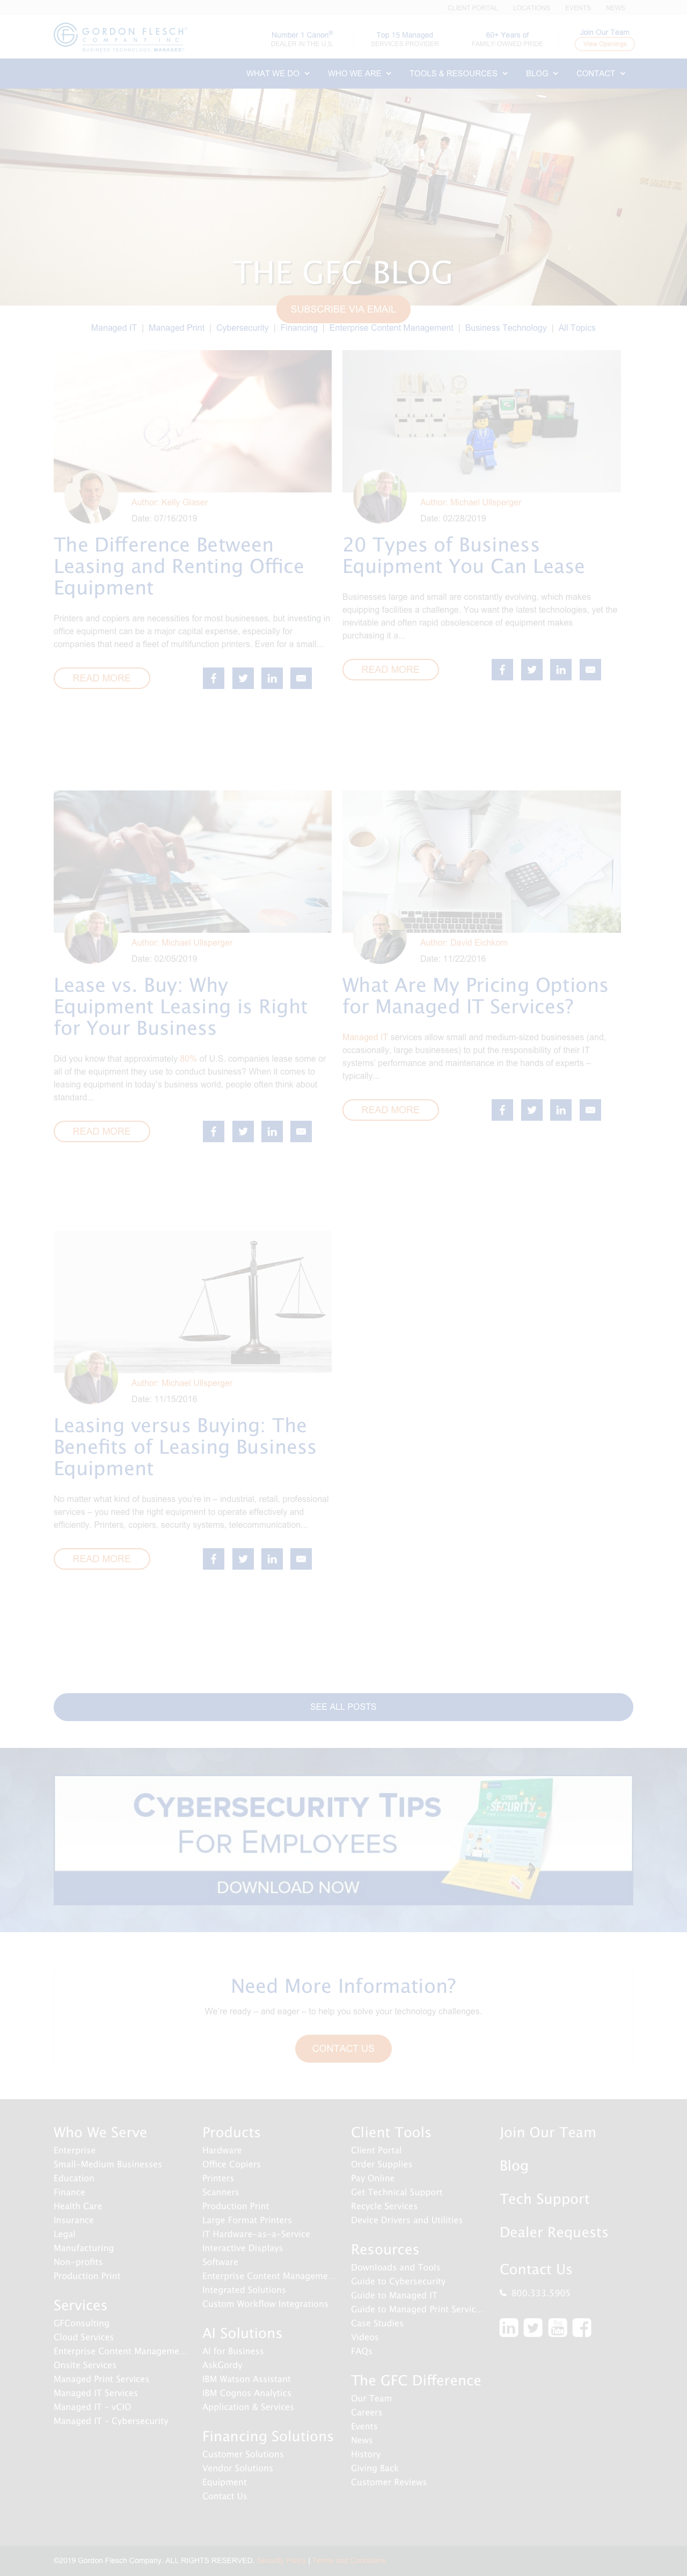 CLIENT PORTAL LOCATIONS EVENTS NEWS
GORDON FLESCH®
COMPANY INC
BUSINESS TECHNOLOGY. MANAGED.
Number 1 Canon®
DEALER IN THE U.S.
Top 15 Managed
SERVICES PROVIDER
60+ Years of
FAMILY-OWNED PRIDE
Join Our Team
View Openings
WHAT WE DO WHO WE ARE TOOLS & RESOURCES BLOG CONTACT
THE GFC BLOG
SUBSCRIBE VIA EMAIL
Managed IT | Managed Print | Cybersecurity | Financing | Enterprise Content Management | Business Technology | All Topics
Author: Kelly Glaser
Date: 07/16/2019
The Difference Between
Leasing and Renting Office
Equipment
Printers and copiers are necessities for most businesses, but investing in
office equipment can be a major capital expense, especially for
companies that need a fleet of multifunction printers. Even for a small...
READ MORE
Author: Michael Ullsperger
Date: 02/28/2019
20 Types of Business
Equipment You Can Lease
Businesses large and small are constantly evolving, which makes
equipping facilities a challenge. You want the latest technologies, yet the
inevitable and often rapid obsolescence of equipment makes
purchasing it a...
READ MORE
Author: Michael Ullsperger
Date: 02/05/2019
Lease vs. Buy: Why
Equipment Leasing is Right
for Your Business
Did you know that approximately 80% of U.S. companies lease some or
all of the equipment they use to conduct business? When it comes to
leasing equipment in today's business world, people often think about
standard...
READ MORE
Author: David Eichkorn
Date: 11/22/2016
What Are My Pricing Options
for Managed IT Services?
Managed IT services allow small and medium-sized businesses (and,
occasionally, large businesses) to put the responsibility of their IT
systems' performance and maintenance in the hands of experts –
typically...
READ MORE
Author: Michael Ullsperger
Date: 11/15/2016
Leasing versus Buying: The
Benefits of Leasing Business
Equipment
No matter what kind of business you're in – industrial, retail, professional
services – you need the right equipment to operate effectively and
efficiently. Printers, copiers, security systems, telecommunication...
READ MORE
SEE ALL POSTS
CYBERSECURITY TIPS
FOR EMPLOYEES
DOWNLOAD NOW
CYBER
SECURITY
Need More Information?
We're ready – and eager – to help you solve your technology challenges.
CONTACT US
Who We Serve
Enterprise
Small-Medium Businesses
Education
Finance
Health Care
Insurance
Legal
Manufacturing
Non-profits
Production Print
Services
GFConsulting
Cloud Services
Enterprise Content Manageme...
Onsite Services
Managed Print Services
Managed IT Services
Managed IT - vCIO
Managed IT - Cybersecurity
Products
Hardware
Office Copiers
Printers
Scanners
Production Print
Large Format Printers
IT Hardware-as-a-Service
Interactive Displays
Software
Enterprise Content Manageme...
Integrated Solutions
Custom Workflow Integrations
AI Solutions
AI for Business
AskGordy
IBM Watson Assistant
IBM Cognos Analytics
Application & Services
Financing Solutions
Customer Solutions
Vendor Solutions
Equipment
Contact Us
Client Tools
Client Portal
Order Supplies
Pay Online
Get Technical Support
Recycle Services
Device Drivers and Utilities
Resources
Downloads and Tools
Guide to Cybersecurity
Guide to Managed IT
Guide to Managed Print Servic...
Case Studies
Videos
FAQs
The GFC Difference
Our Team
Careers
Events
News
History
Giving Back
Customer Reviews
Join Our Team
Blog
Tech Support
Dealer Requests
Contact Us
800.333.5905
©2019 Gordon Flesch Company. ALL RIGHTS RESERVED.